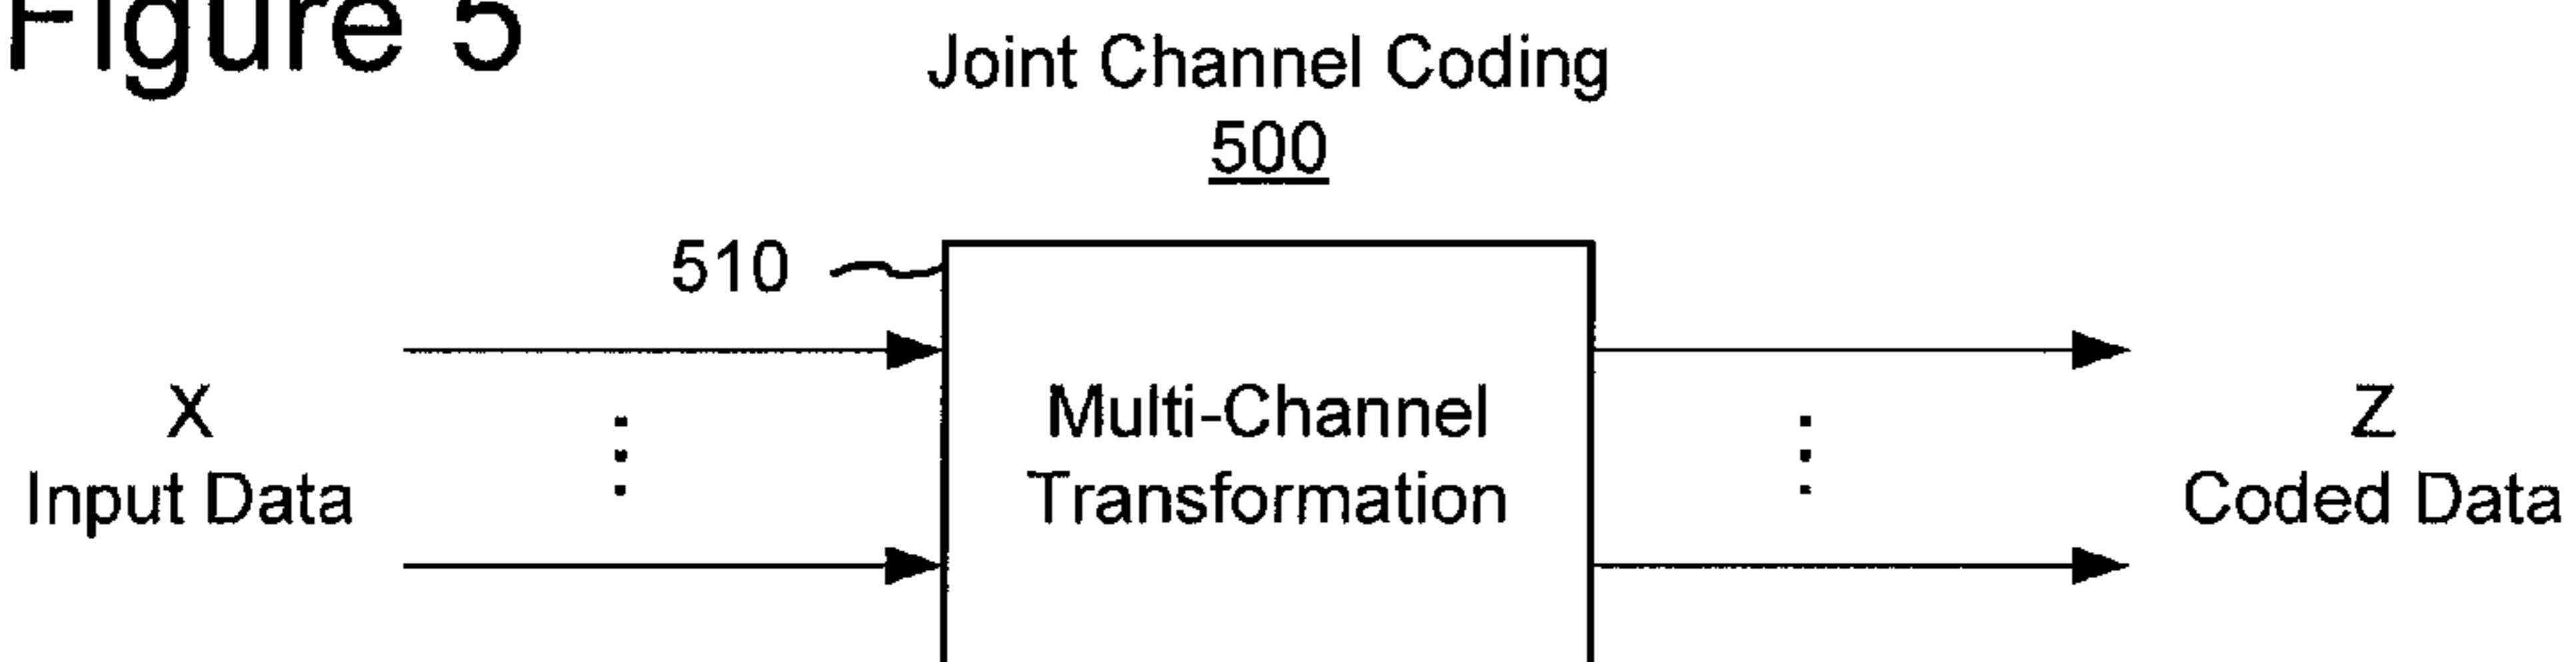 Figure 5
Joint Channel Coding
500
510
Multi-Channel
Transformation
X
Input Data
Z
Coded Data